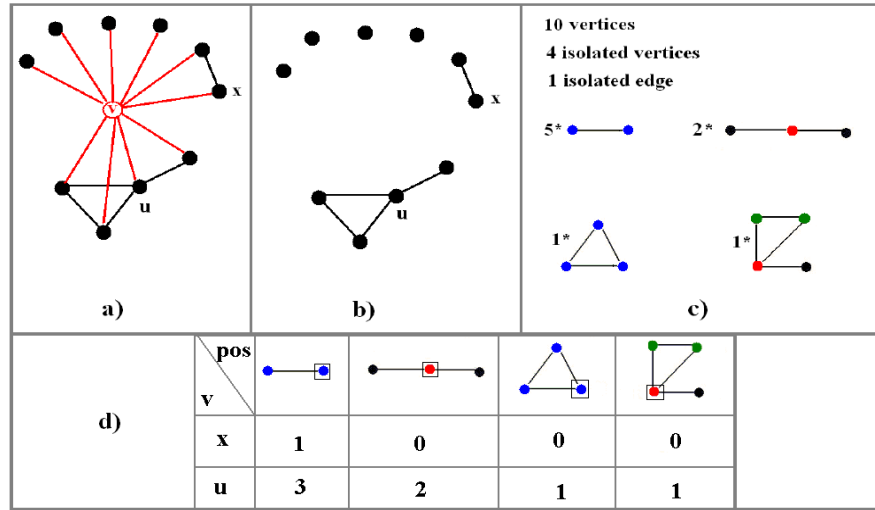 v
x
u
a)
x
u
b)
10 vertices
4 isolated vertices
1 isolated edge
5*
2*
1*
1*
c)
d)
pos
v
x 1 0 0 0
u 3 2 1 1